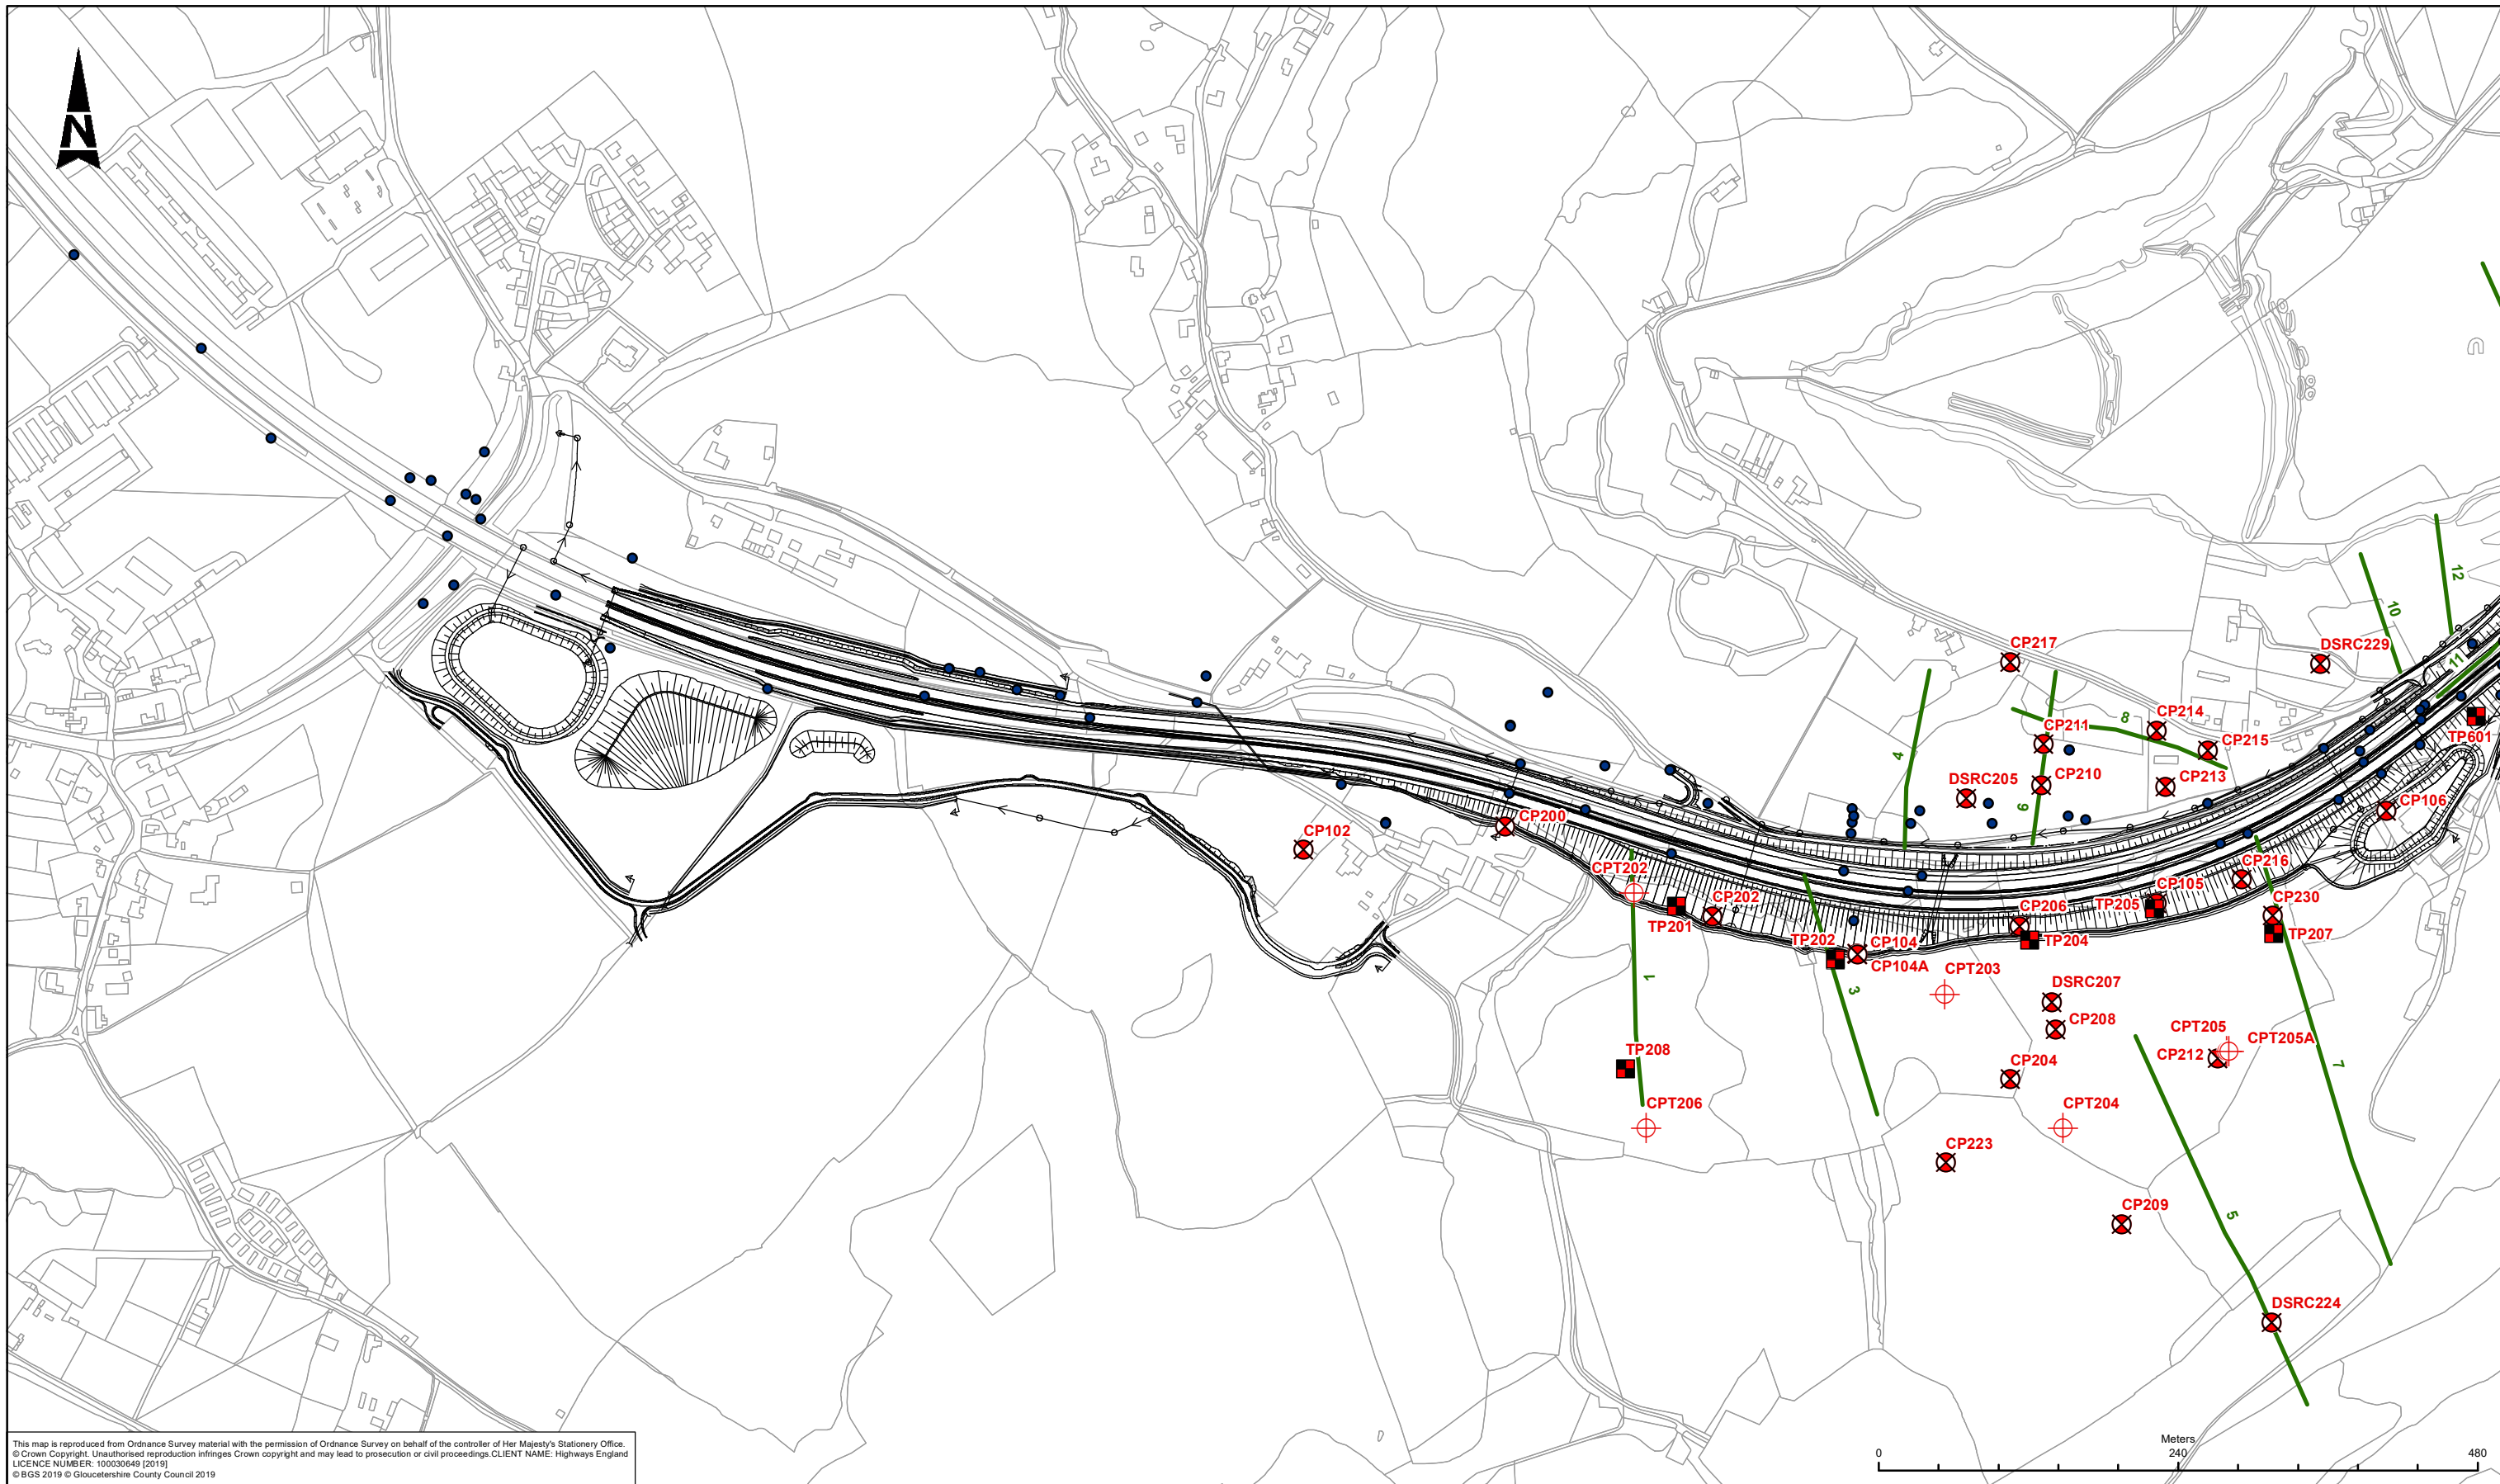 N
12
10
CP217
DSRC229
11
CP214
8
CP211
CP215
TP601
4
DSRC205
CP210
CP213
9
CP106
CP200
CP102
CP216
CPT202
CP105
CP202
CP206
TP205
CP230
TP201
TP202
CP104
TP204
TP207
CP104A
CPT203
1
3
DSRC207
CP208
CPT205
CPT205A
TP208
CP212
CP204
7
CPT206
CPT204
CP223
CP209
5
DSRC224
Meters
0 240 480
This map is reproduced from Ordnance Survey material with the permission of Ordnance Survey on behalf of the controller of Her Majesty's Stationery Office.
© Crown Copyright. Unauthorised reproduction infringes Crown copyright and may lead to prosecution or civil proceedings.CLIENT NAME: Highways England
LICENCE NUMBER: 100030649 [2019]
© BGS 2019 © Gloucestershire County Council 2019